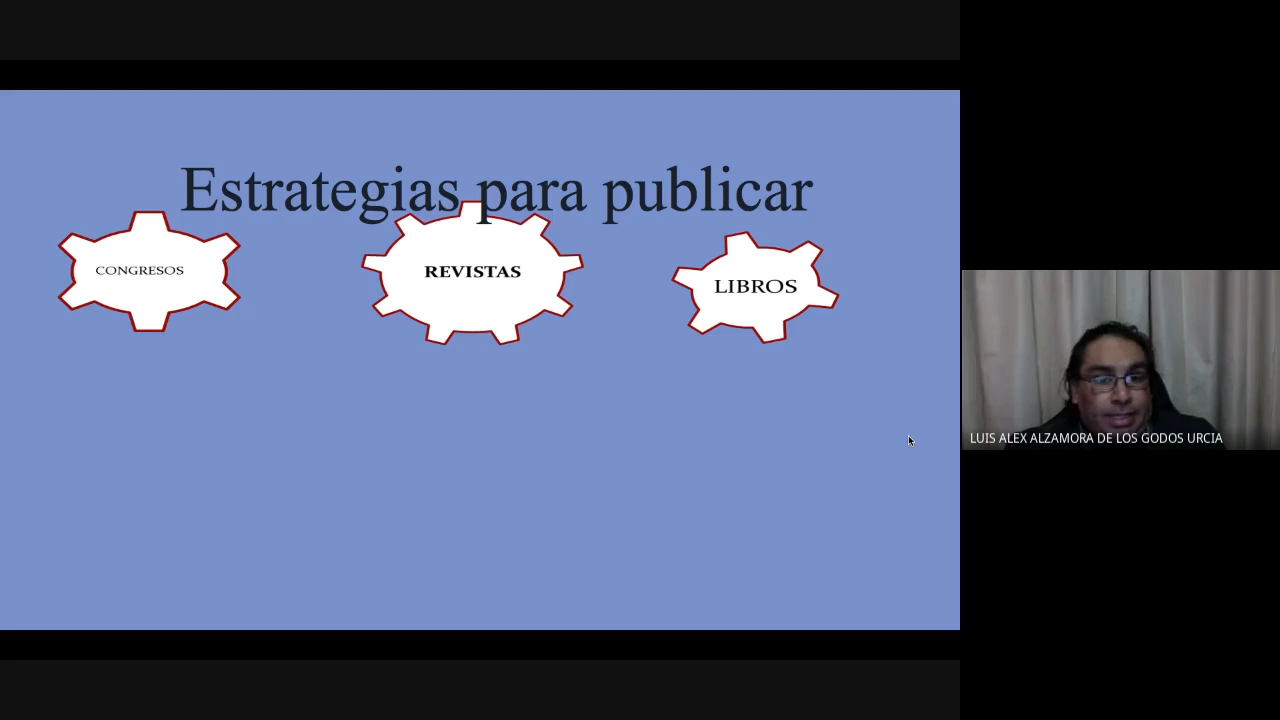 Estrategias para publicar
CONGRESOS
REVISTAS
LIBROS
LUIS ALEX ALZAMORA DE LOS GODOS URCIA